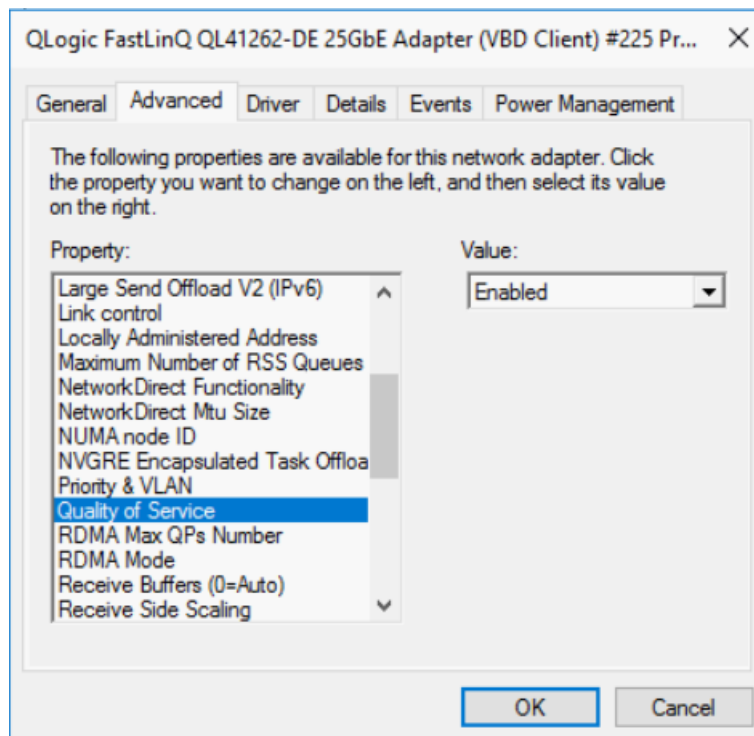 QLogic FastLinQ QL41262-DE 25GbE Adapter (VBD Client) #225 Pr...
General Advanced Driver Details Events Power Management
The following properties are available for this network adapter. Click
the property you want to change on the left, and then select its value
on the right.
Property:
Value:
Large Send Offload V2 (IPv6)
Link control
Locally Administered Address
Maximum Number of RSS Queues
NetworkDirect Functionality
NetworkDirect Mtu Size
NUMA node ID
NVGRE Encapsulated Task Offloa
Priority & VLAN
Quality of Service
RDMA Max QPs Number
RDMA Mode
Receive Buffers (0=Auto)
Receive Side Scaling
Enabled
OK
Cancel